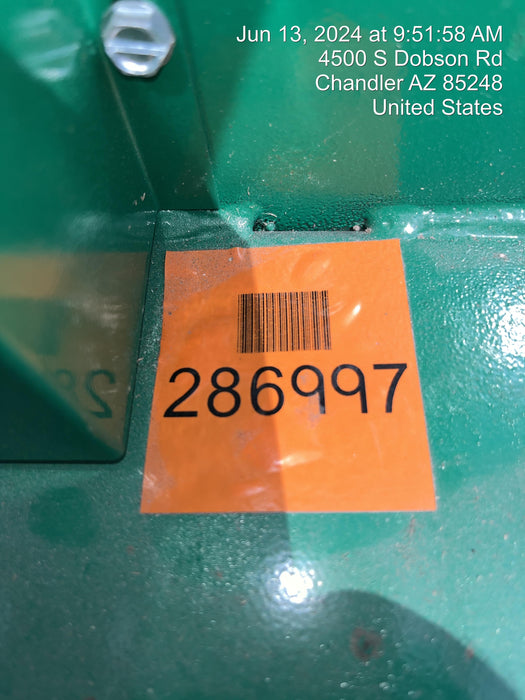 Jun 13, 2024 at 9:51:58 AM
4500 S Dobson Rd
Chandler AZ 85248
United States
286997